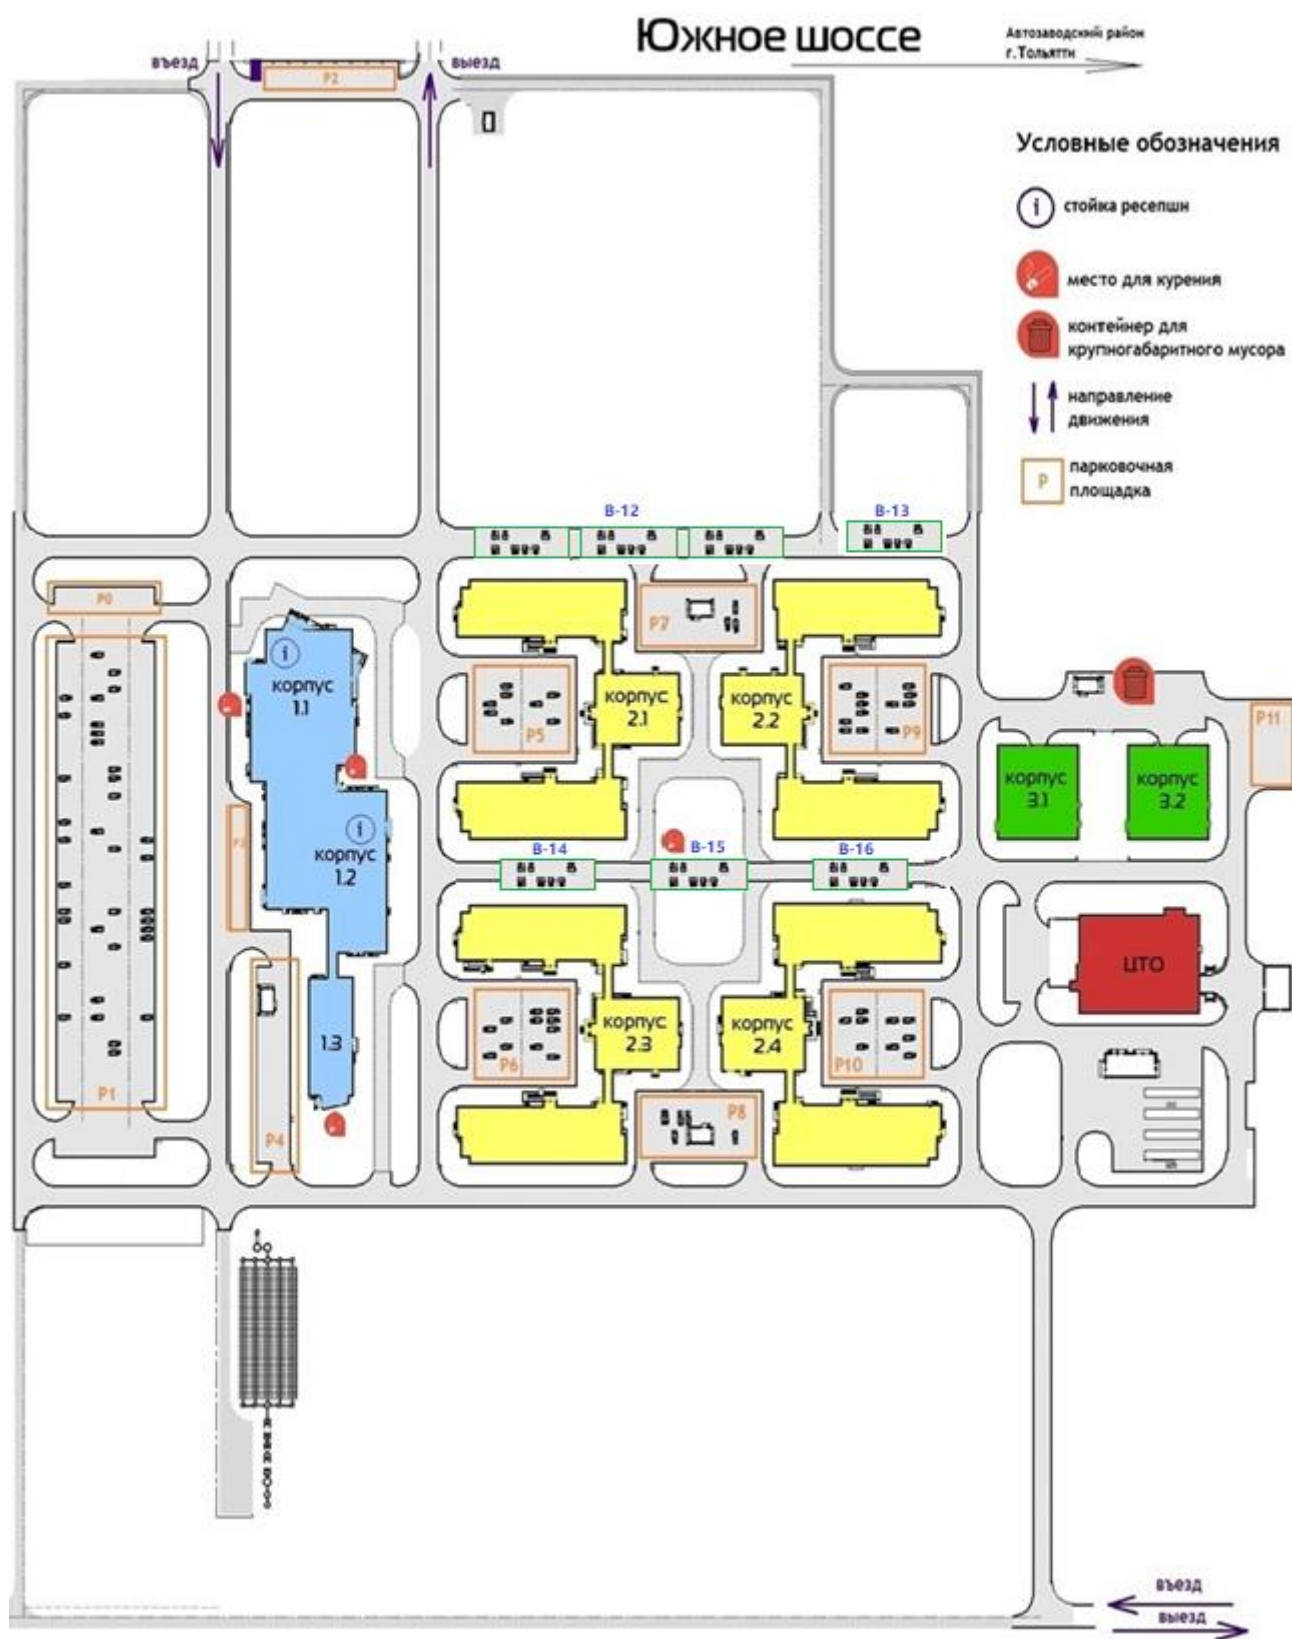 Южное шоссе
Автозаводский район
г. Тольятти
въезд
P2
выезд
Условные обозначения
i
стойка ресепшн
место для курения
контейнер для
крупногабаритного мусора
направление
движения
P
парковочная
площадка
B-12
B-13
P0
P7
i
корпус
1.1
корпус
2.1
корпус
2.2
P5
P9
P11
корпус
3.1
корпус
3.2
i
P3
корпус
1.2
B-14
B-15
B-16
ЦТО
1.3
корпус
2.3
корпус
2.4
P6
P10
P1
P4
P8
въезд
выезд